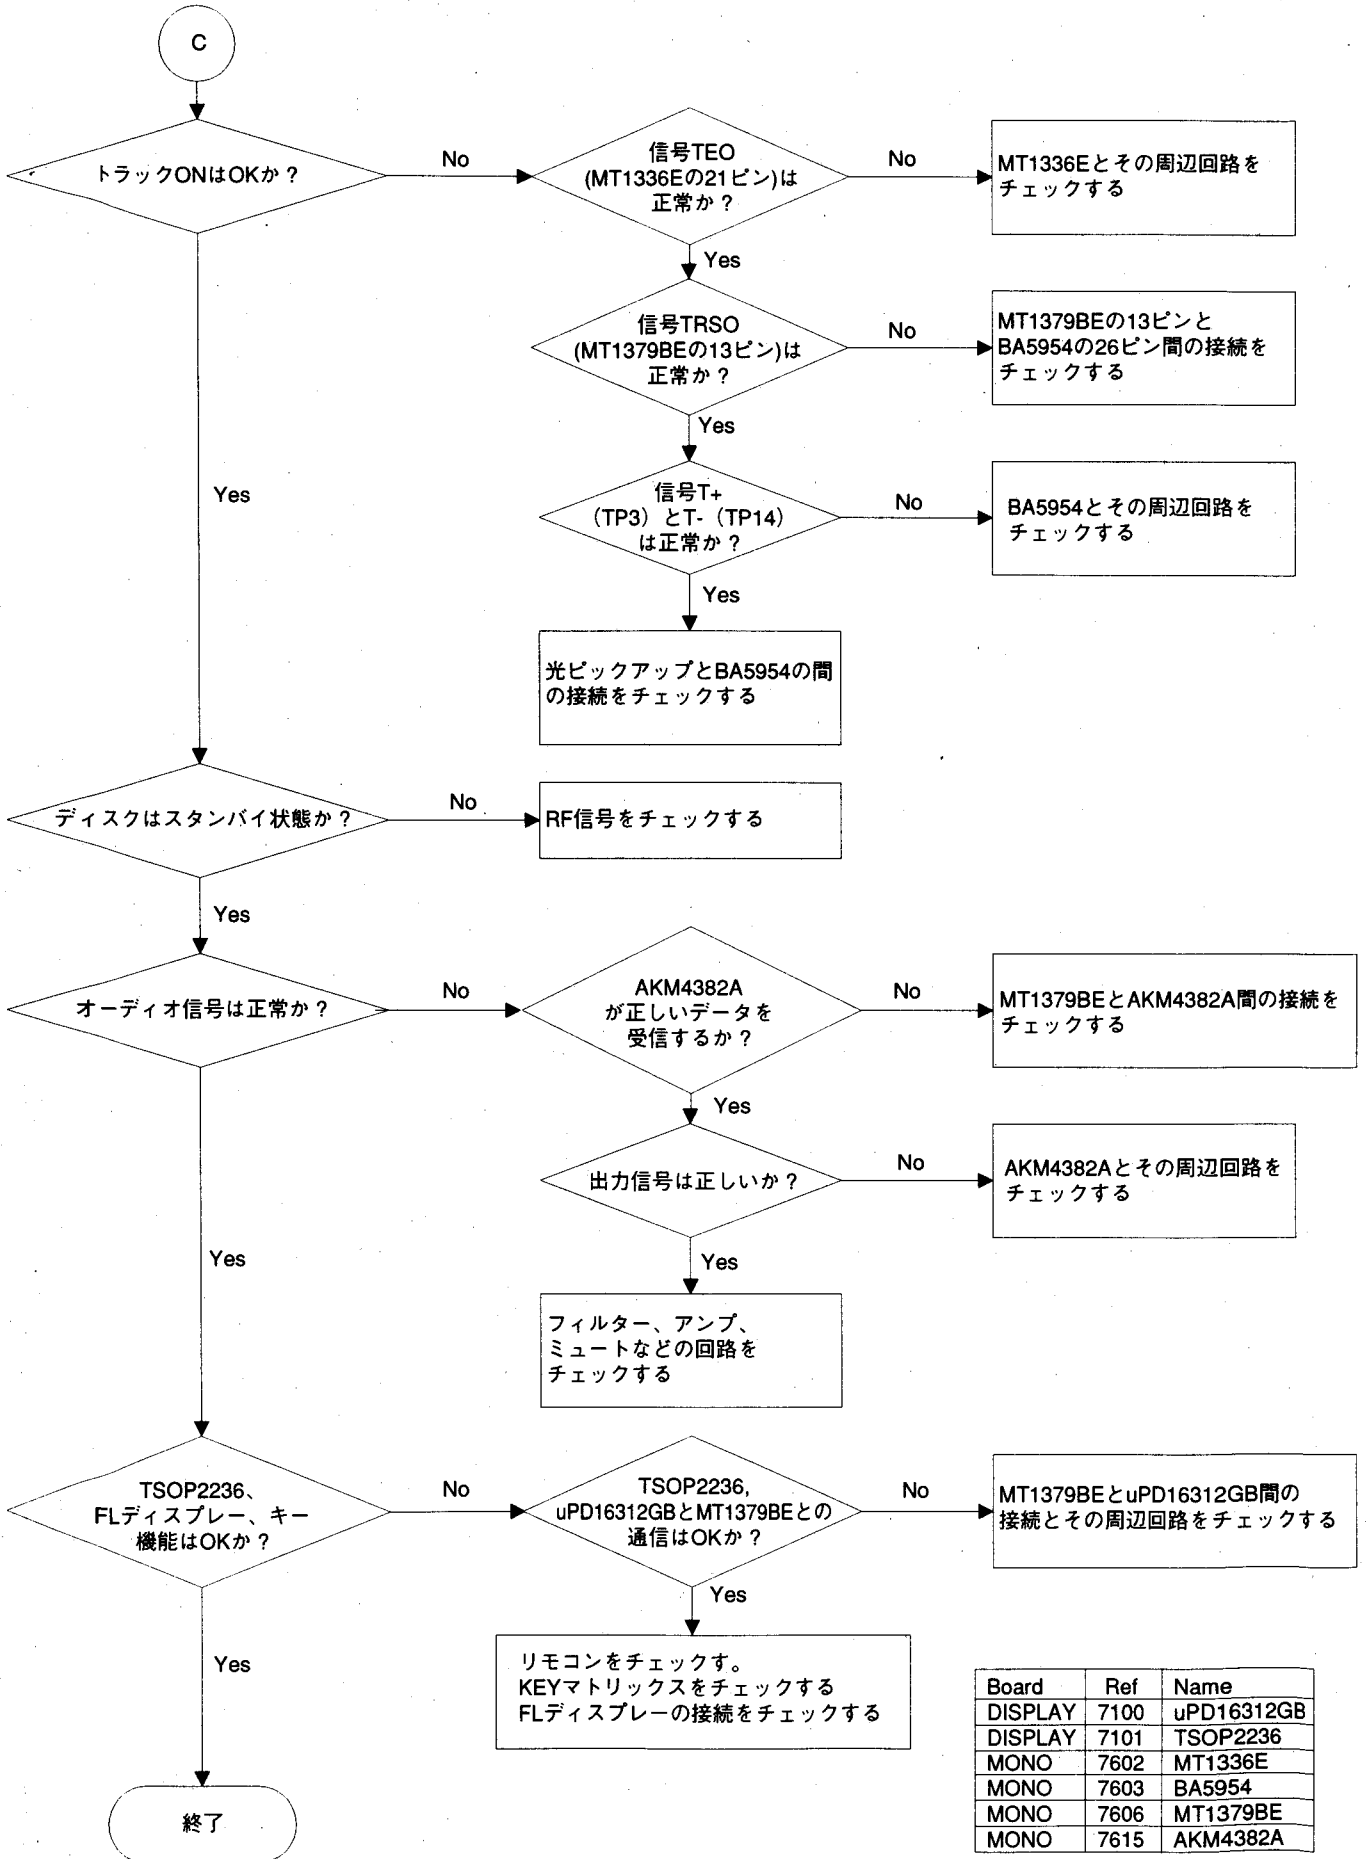 C
トラックONはOKか？
No
信号TEO
(MT1336Eの21ピン)は
正常か？
No
MT1336Eとその周辺回路を
チェックする
Yes
信号TRSO
(MT1379BEの13ピン)は
正常か？
No
MT1379BEの13ピンと
BA5954の26ピン間の接続を
チェックする
Yes
Yes
信号T+
（TP3）とT-（TP14）
は正常か？
No
BA5954とその周辺回路を
チェックする
Yes
光ピックアップとBA5954の間
の接続をチェックする
ディスクはスタンバイ状態か？
No
RF信号をチェックする
Yes
オーディオ信号は正常か？
No
AKM4382A
が正しいデータを
受信するか？
No
MT1379BEとAKM4382A間の接続を
チェックする
Yes
出力信号は正しいか？
No
AKM4382Aとその周辺回路を
チェックする
Yes
Yes
フィルター、アンプ、
ミュートなどの回路を
チェックする
TSOP2236、
FLディスプレー、キー
機能はOKか？
No
TSOP2236,
uPD16312GBとMT1379BEとの
通信はOKか？
No
MT1379BEとuPD16312GB間の
接続とその周辺回路をチェックする
Yes
Yes
リモコンをチェックす。
KEYマトリックスをチェックする
FLディスプレーの接続をチェックする
終了
Board Ref Name
DISPLAY 7100 uPD16312GB
DISPLAY 7101 TSOP2236
MONO 7602 MT1336E
MONO 7603 BA5954
MONO 7606 MT1379BE
MONO 7615 AKM4382A